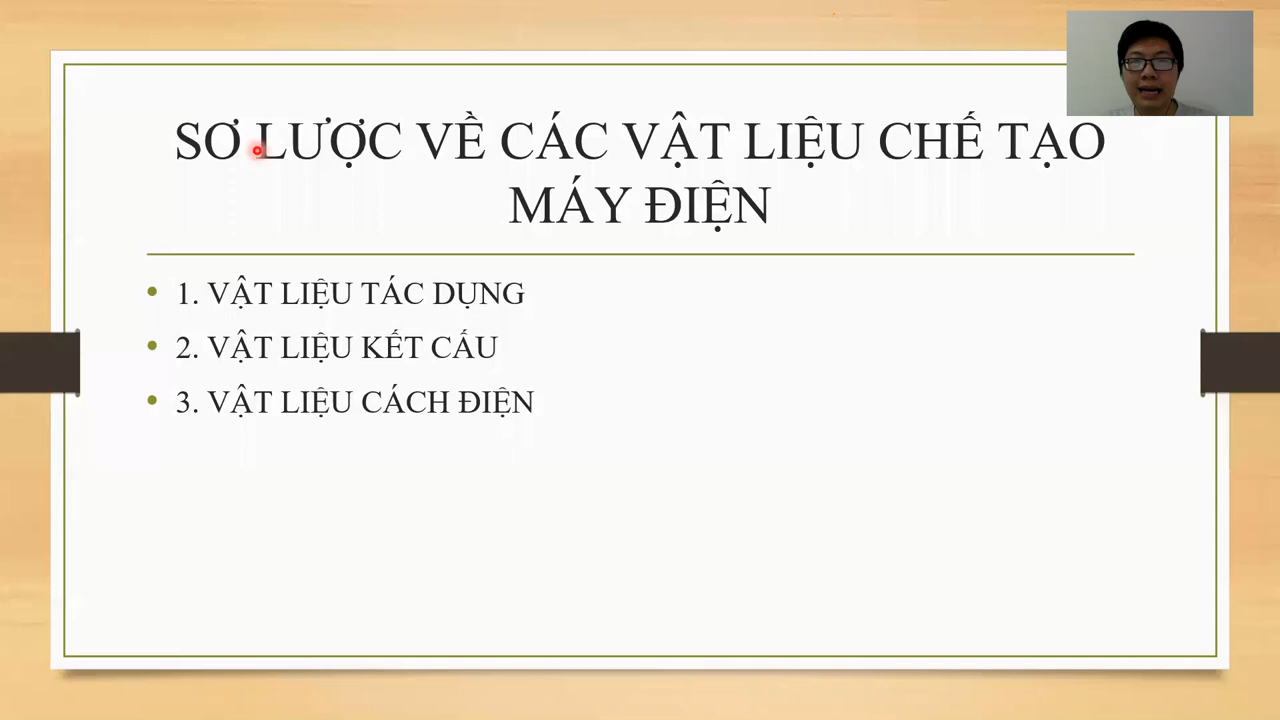 SƠ LƯỢC VỀ CÁC VẬT LIỆU CHẾ TẠO
MÁY ĐIỆN
• 1. VẬT LIỆU TÁC DỤNG
• 2. VẬT LIỆU KẾT CẤU
• 3. VẬT LIỆU CÁCH ĐIỆN